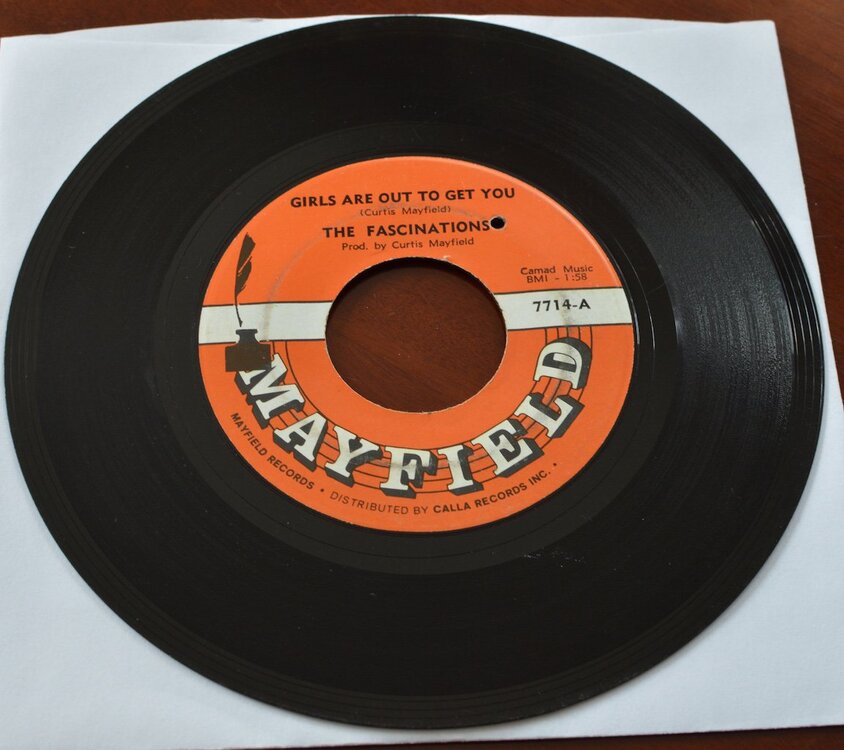 GIRLS ARE OUT TO GET YOU
(Curtis Mayfield)
THE FASCINATIONS
Prod. by Curtis Mayfield
Camad Music
BMI - 1:58
7714-A
MAYFIELD
MAYFIELD RECORDS • DISTRIBUTED BY CALLA RECORDS INC. •